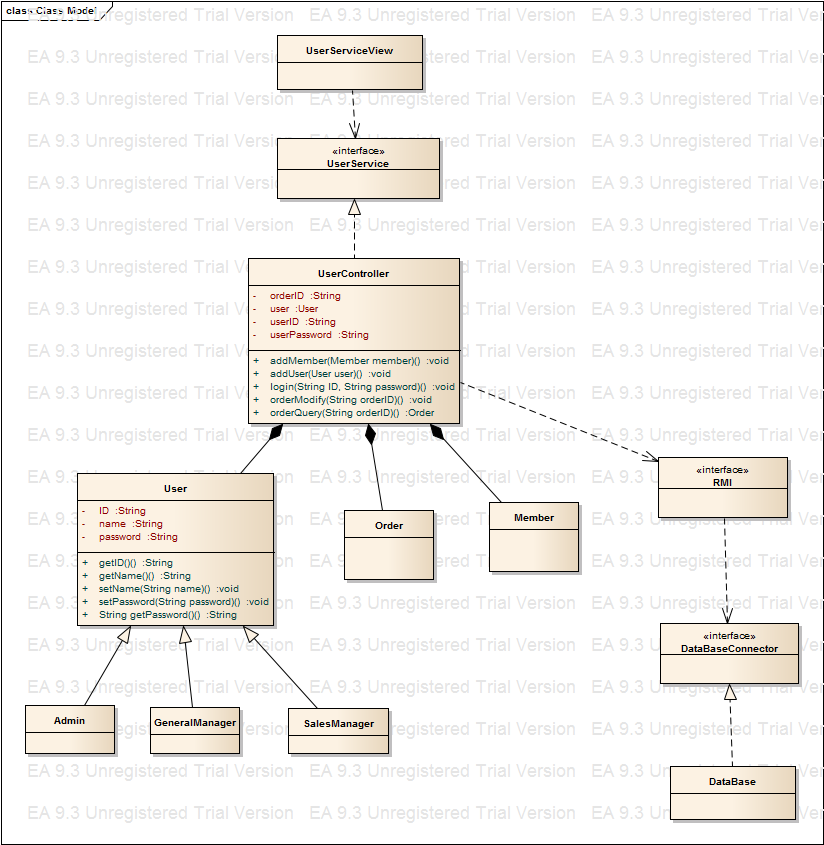 class Class Model
UserServiceView
«interface»
UserService
UserController
- orderID :String
- user :User
- userID :String
- userPassword :String
+ addMember(Member member)() :void
+ addUser(User user)() :void
+ login(String ID, String password)() :void
+ orderModify(String orderID)() :void
+ orderQuery(String orderID)() :Order
«interface»
RMI
User
- ID :String
- name :String
- password :String
+ getID()() :String
+ getName()() :String
+ setName(String name)() :void
+ setPassword(String password)() :void
+ String getPassword()() :String
Order
Member
«interface»
DataBaseConnector
Admin
GeneralManager
SalesManager
DataBase
EA 9.3 Unregistered Trial Version